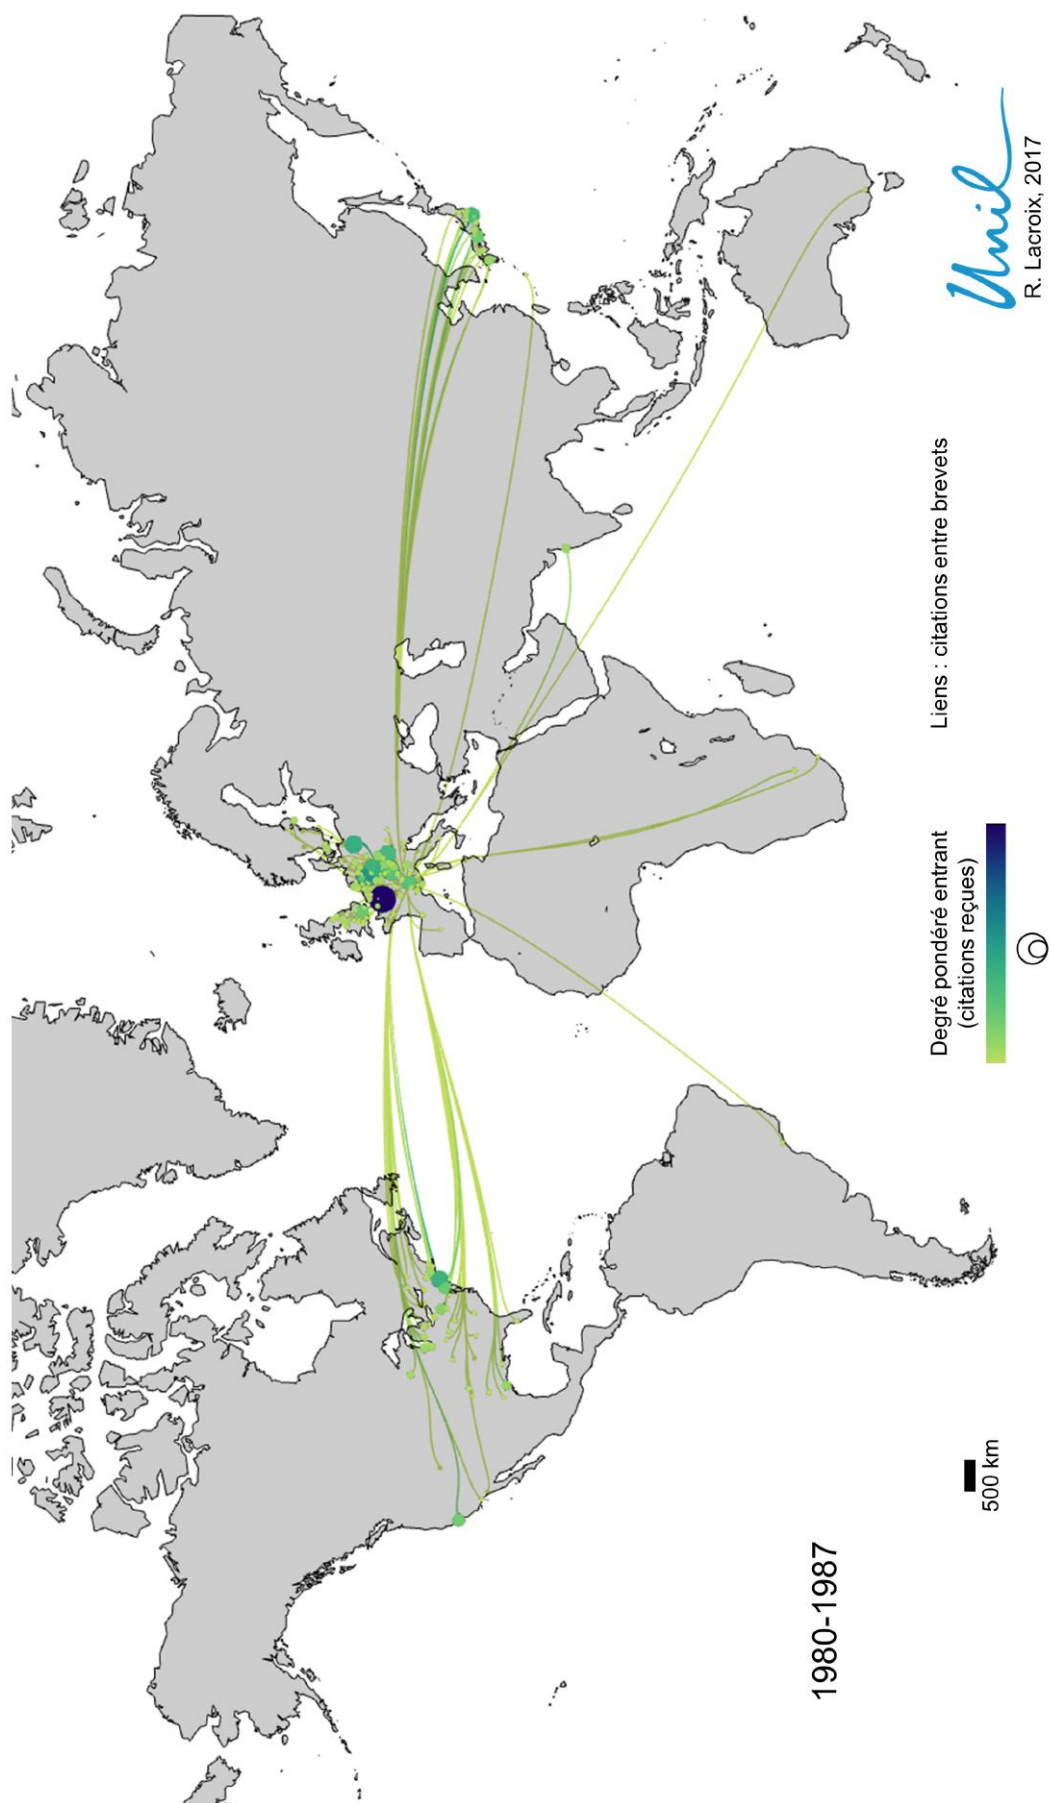 1980-1987
500 km
Degré pondéré entrant
(citations reçues)
Liens : citations entre brevets
Unil
R. Lacroix, 2017